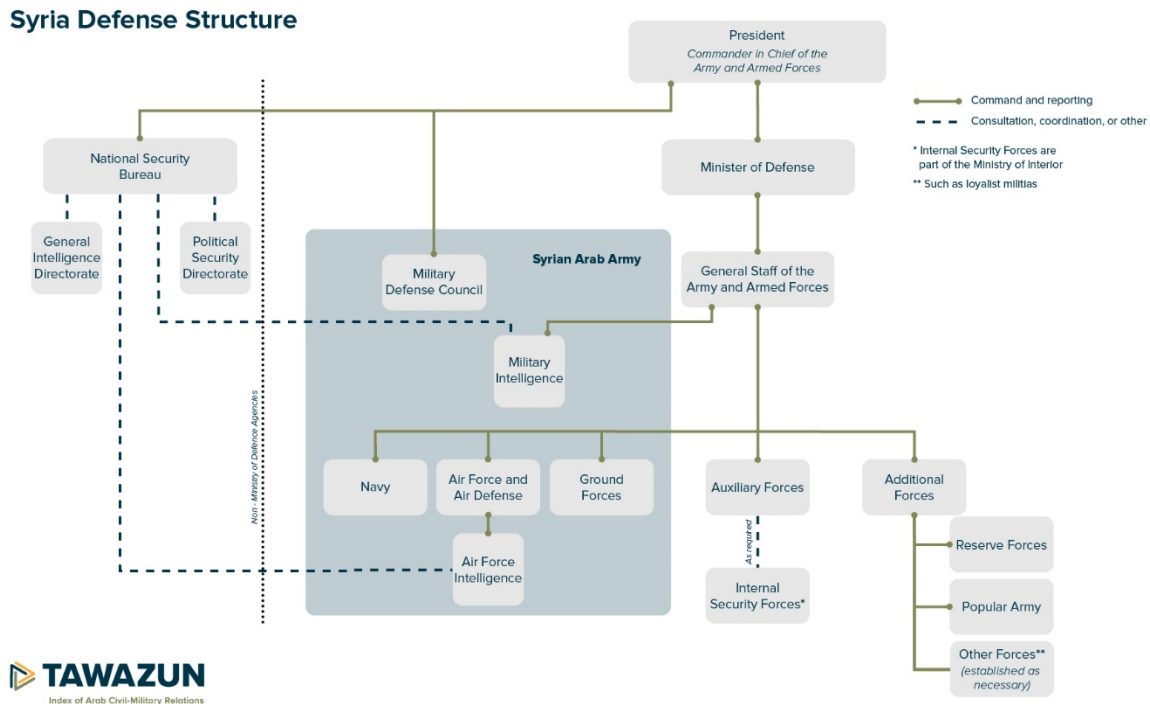 Syria Defense Structure
President
Commander in Chief of the
Army and Armed Forces
Command and reporting
Consultation, coordination, or other
* Internal Security Forces are
part of the Ministry of Interior
** Such as loyalist militias
National Security
Bureau
Minister of Defense
General
Intelligence
Directorate
Political
Security
Directorate
Syrian Arab Army
Military
Defense Council
General Staff of the
Army and Armed Forces
Military
Intelligence
Non - Ministry of Defence Agencies
Navy
Air Force and
Air Defense
Ground
Forces
Auxiliary Forces
Additional
Forces
As required
Air Force
Intelligence
Internal
Security Forces*
Reserve Forces
Popular Army
Other Forces**
(established as
necessary)
TAWAZUN
Index of Arab Civil-Military Relations